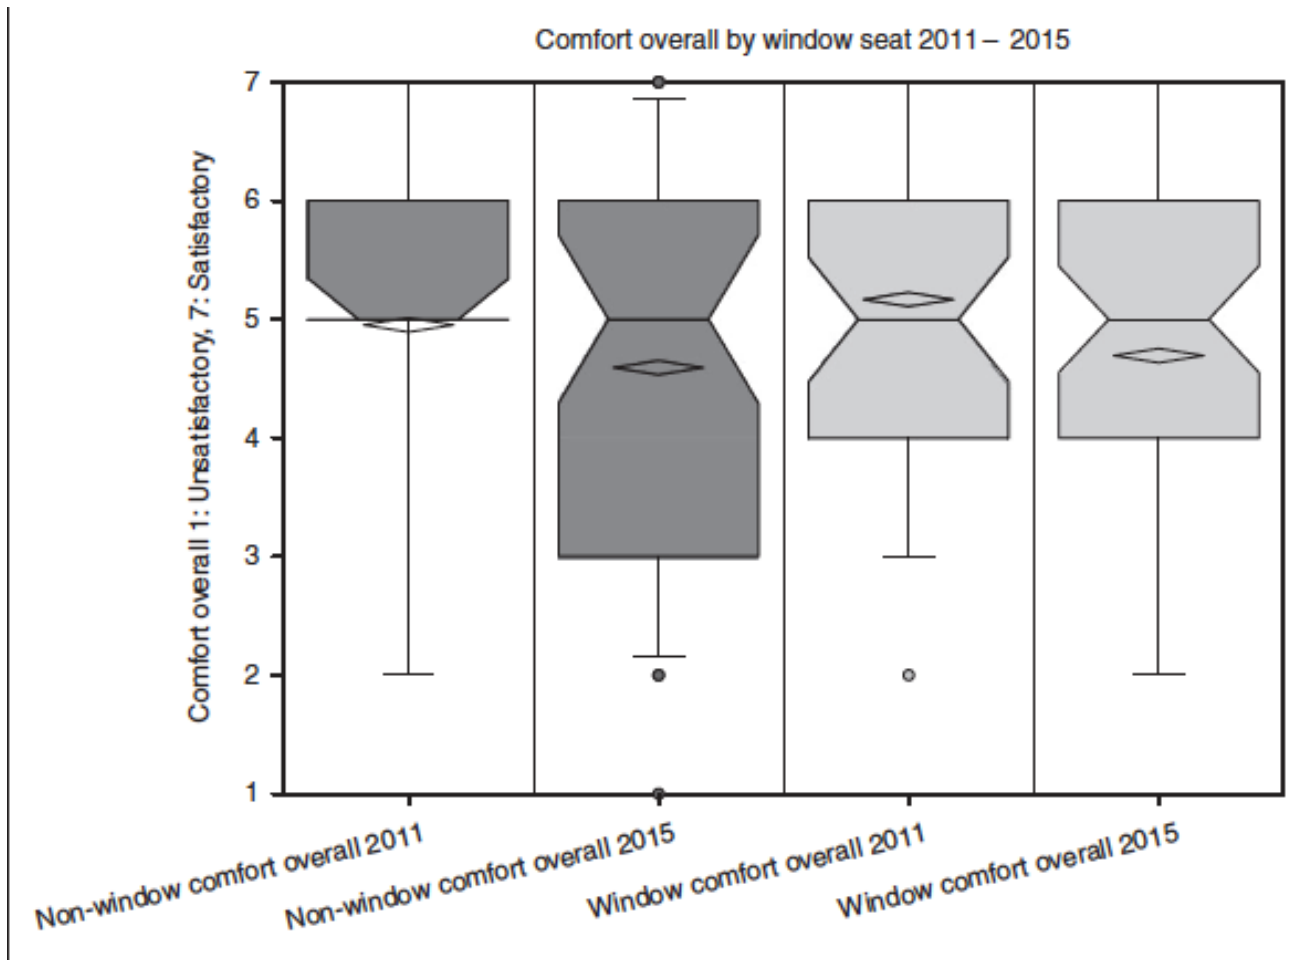 Comfort overall by window seat 2011 – 2015
Comfort overall 1: Unsatisfactory, 7: Satisfactory
7
6
5
4
3
2
1
Non-window comfort overall 2011
Non-window comfort overall 2015
Window comfort overall 2011
Window comfort overall 2015